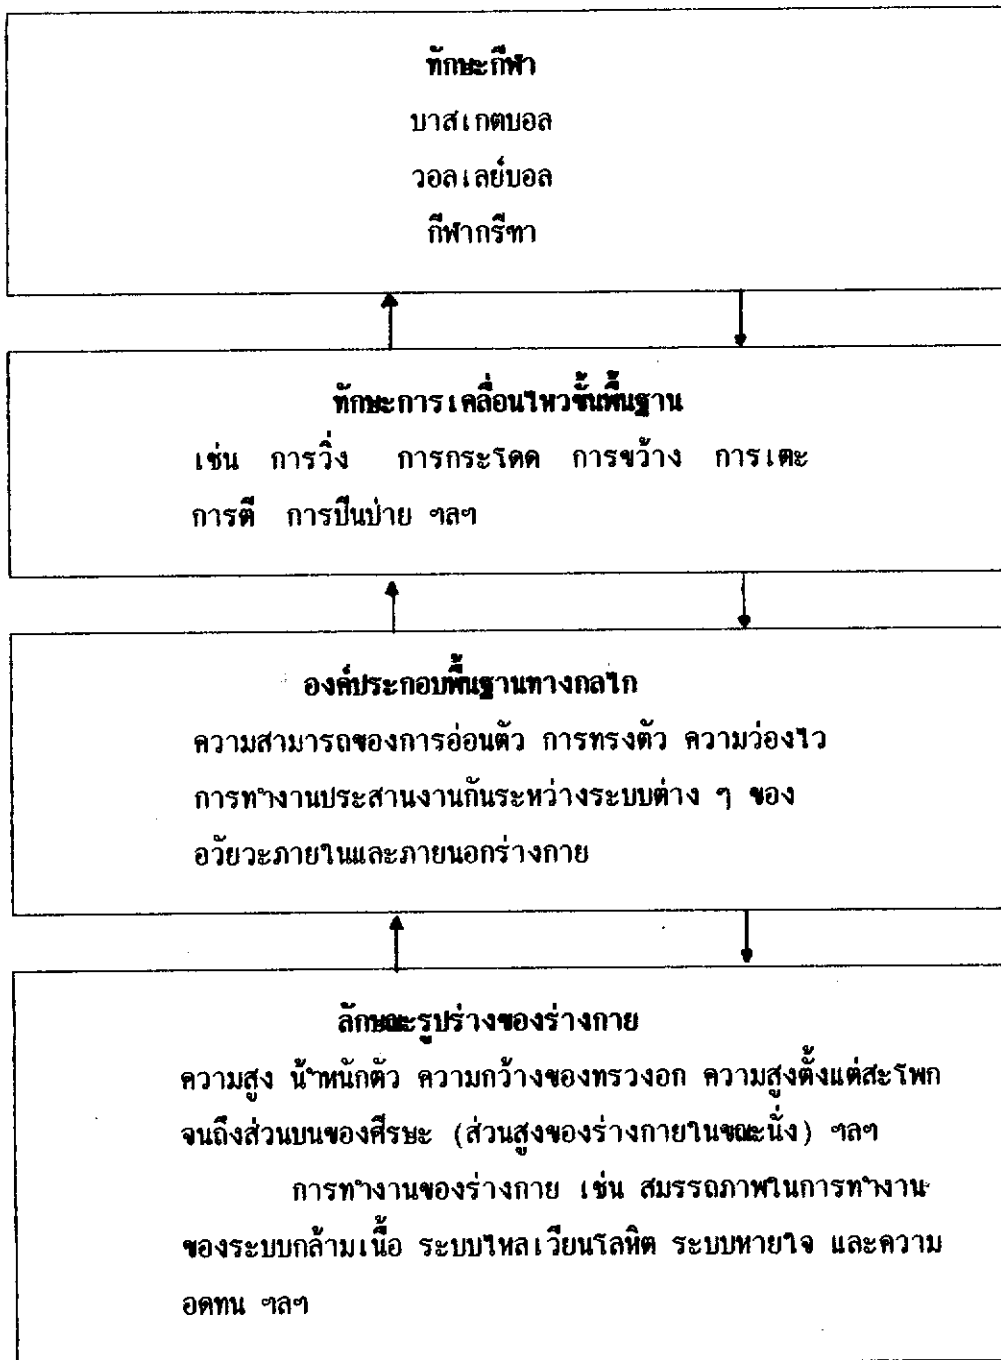 ทักษะกีฬา
บาสเกตบอล
วอลเลย์บอล
กีฬากรีฑา
ทักษะการเคลื่อนไหวขั้นพื้นฐาน
เช่น การวิ่ง การกระโดด การขว้าง การเตะ
การตี การปีนป่าย ฯลฯ
องค์ประกอบพื้นฐานทางกลไก
ความสามารถของการอ่อนตัว การทรงตัว ความว่องไว
การทำงานประสานงานกันระหว่างระบบต่าง ๆ ของ
อวัยวะภายในและภายนอกร่างกาย
ลักษณะรูปร่างของร่างกาย
ความสูง น้ำหนักตัว ความกว้างของทรวงอก ความสูงตั้งแต่สะโพก
จนถึงส่วนบนของศีรษะ (ส่วนสูงของร่างกายในขณะนั่ง) ฯลฯ
การทำงานของร่างกาย เช่น สมรรถภาพในการทำงาน
ของระบบกล้ามเนื้อ ระบบไหลเวียนโลหิต ระบบหายใจ และความ
อดทน ฯลฯ